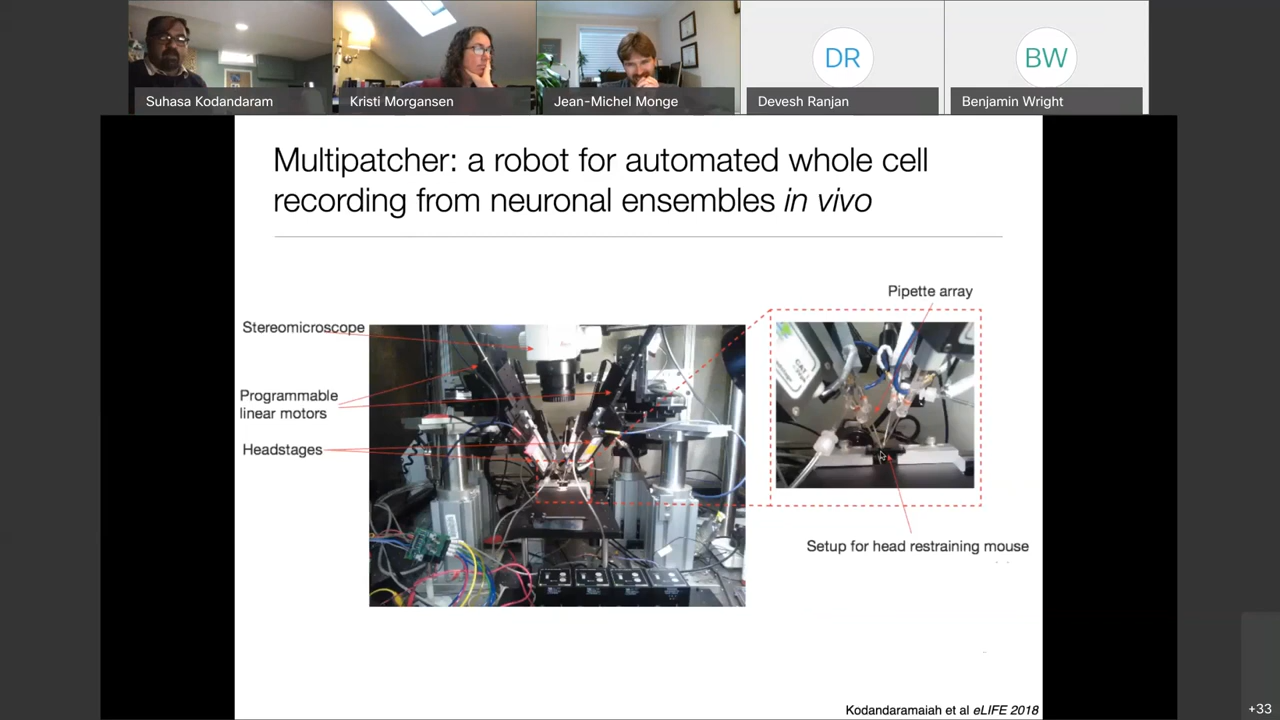 Suhasa Kodandaram
Kristi Morgansen
Jean-Michel Monge
DR
Devesh Ranjan
BW
Benjamin Wright
Multipatcher: a robot for automated whole cell
recording from neuronal ensembles in vivo
Pipette array
Stereomicroscope
Programmable
linear motors
Headstages
Setup for head restraining mouse
Kodandaramaiah et al eLIFE 2018
+33